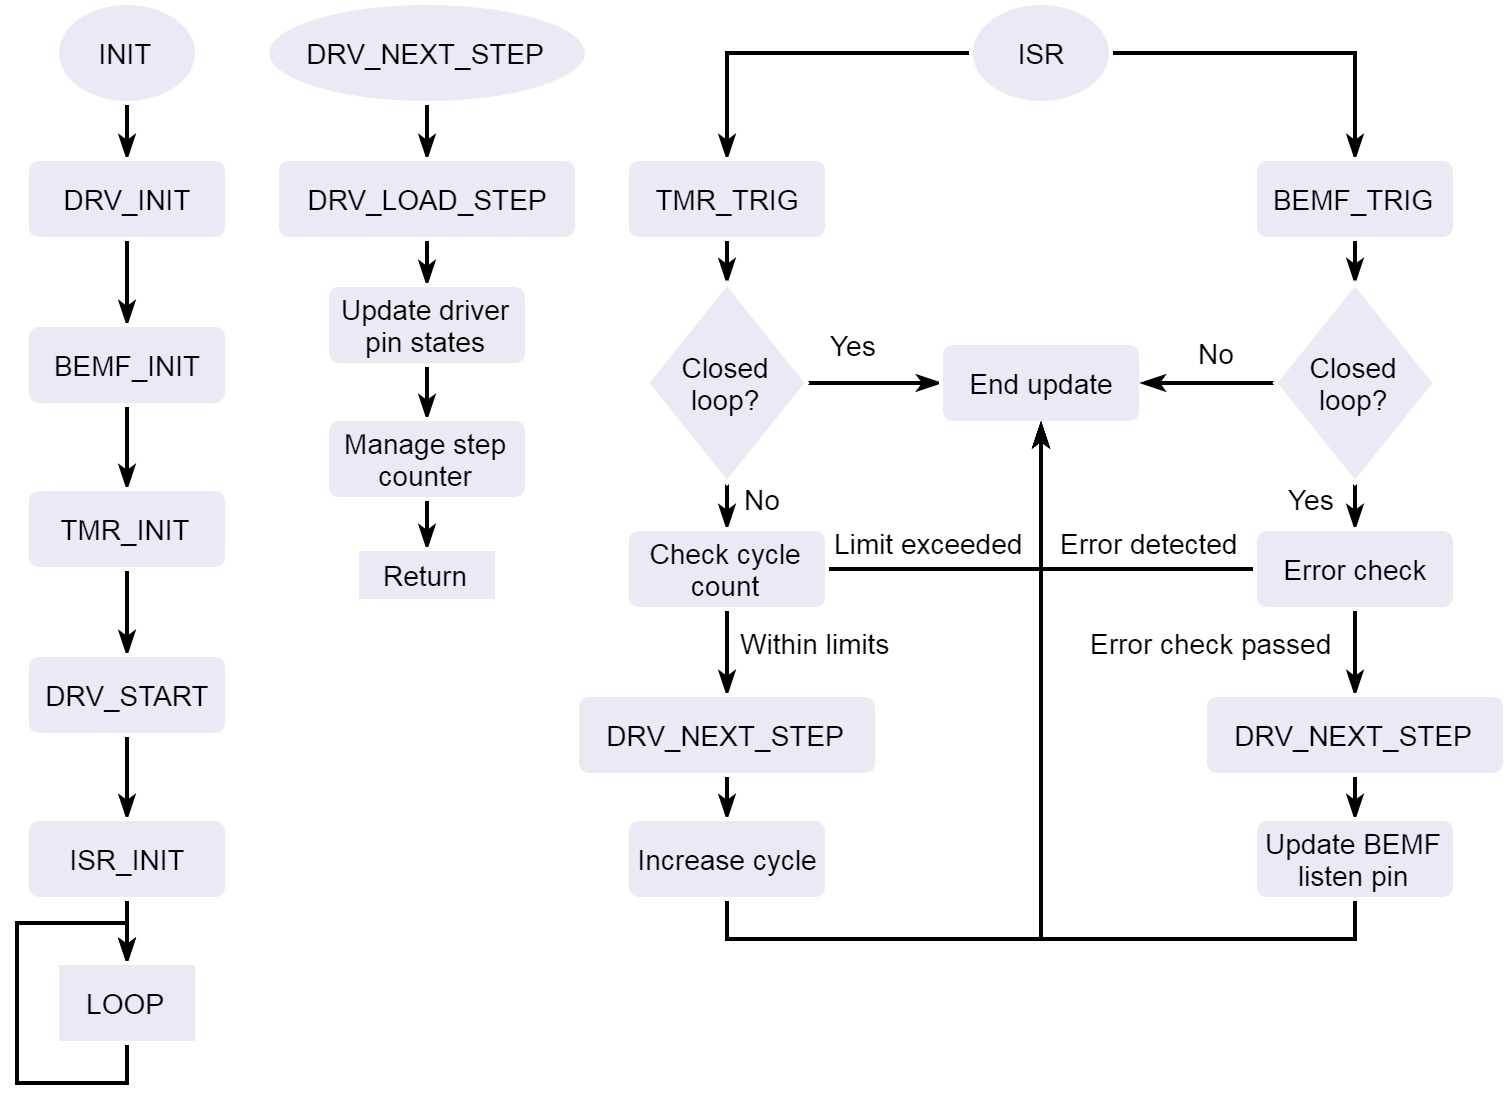 INIT
DRV_INIT
BEMF_INIT
TMR_INIT
DRV_START
ISR_INIT
LOOP
DRV_NEXT_STEP
DRV_LOAD_STEP
Update driver
pin states
Manage step
counter
Return
ISR
TMR_TRIG
Closed
loop?
Yes
No
Check cycle
count
Limit exceeded
Within limits
DRV_NEXT_STEP
Increase cycle
End update
BEMF_TRIG
Closed
loop?
No
Yes
Error check
Error detected
Error check passed
DRV_NEXT_STEP
Update BEMF
listen pin